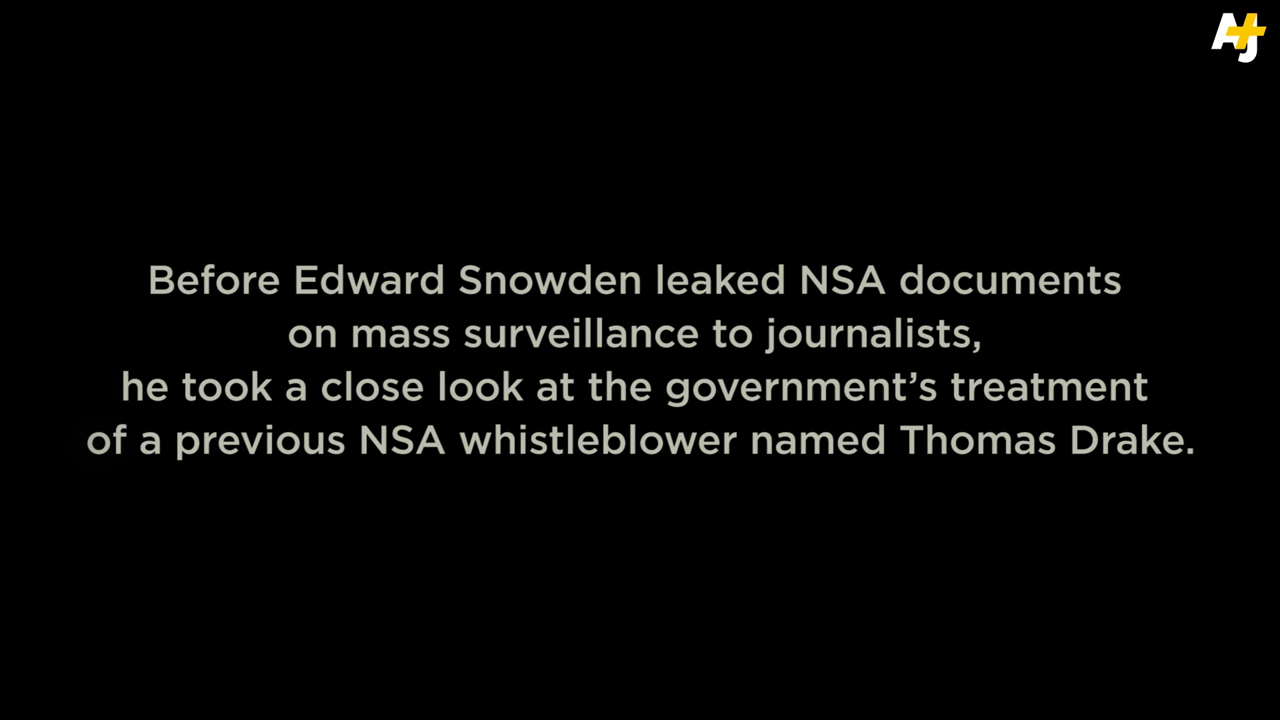 AJ+
Before Edward Snowden leaked NSA documents
on mass surveillance to journalists,
he took a close look at the government’s treatment
of a previous NSA whistleblower named Thomas Drake.